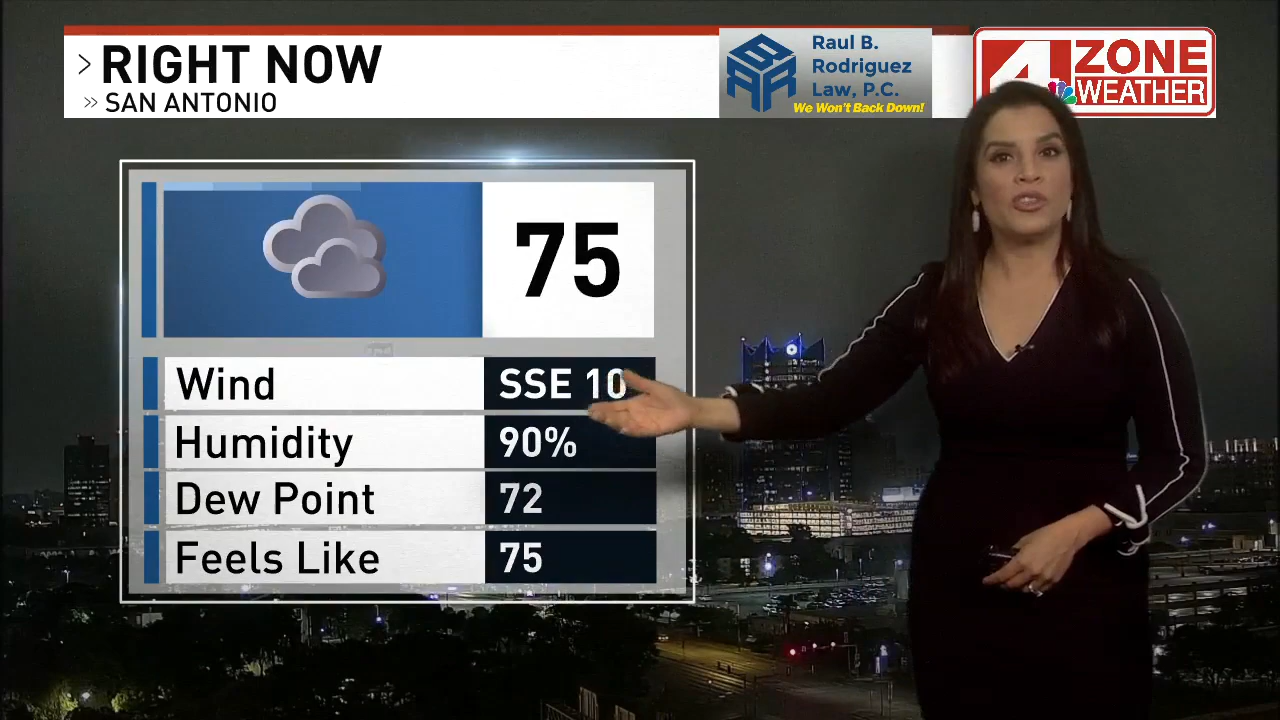 RIGHT NOW
SAN ANTONIO
Raul B.
Rodriguez
Law, P.C.
We Won't Back Down!
4
ZONE
WEATHER
75
Wind SSE 10
Humidity 90%
Dew Point 72
Feels Like 75